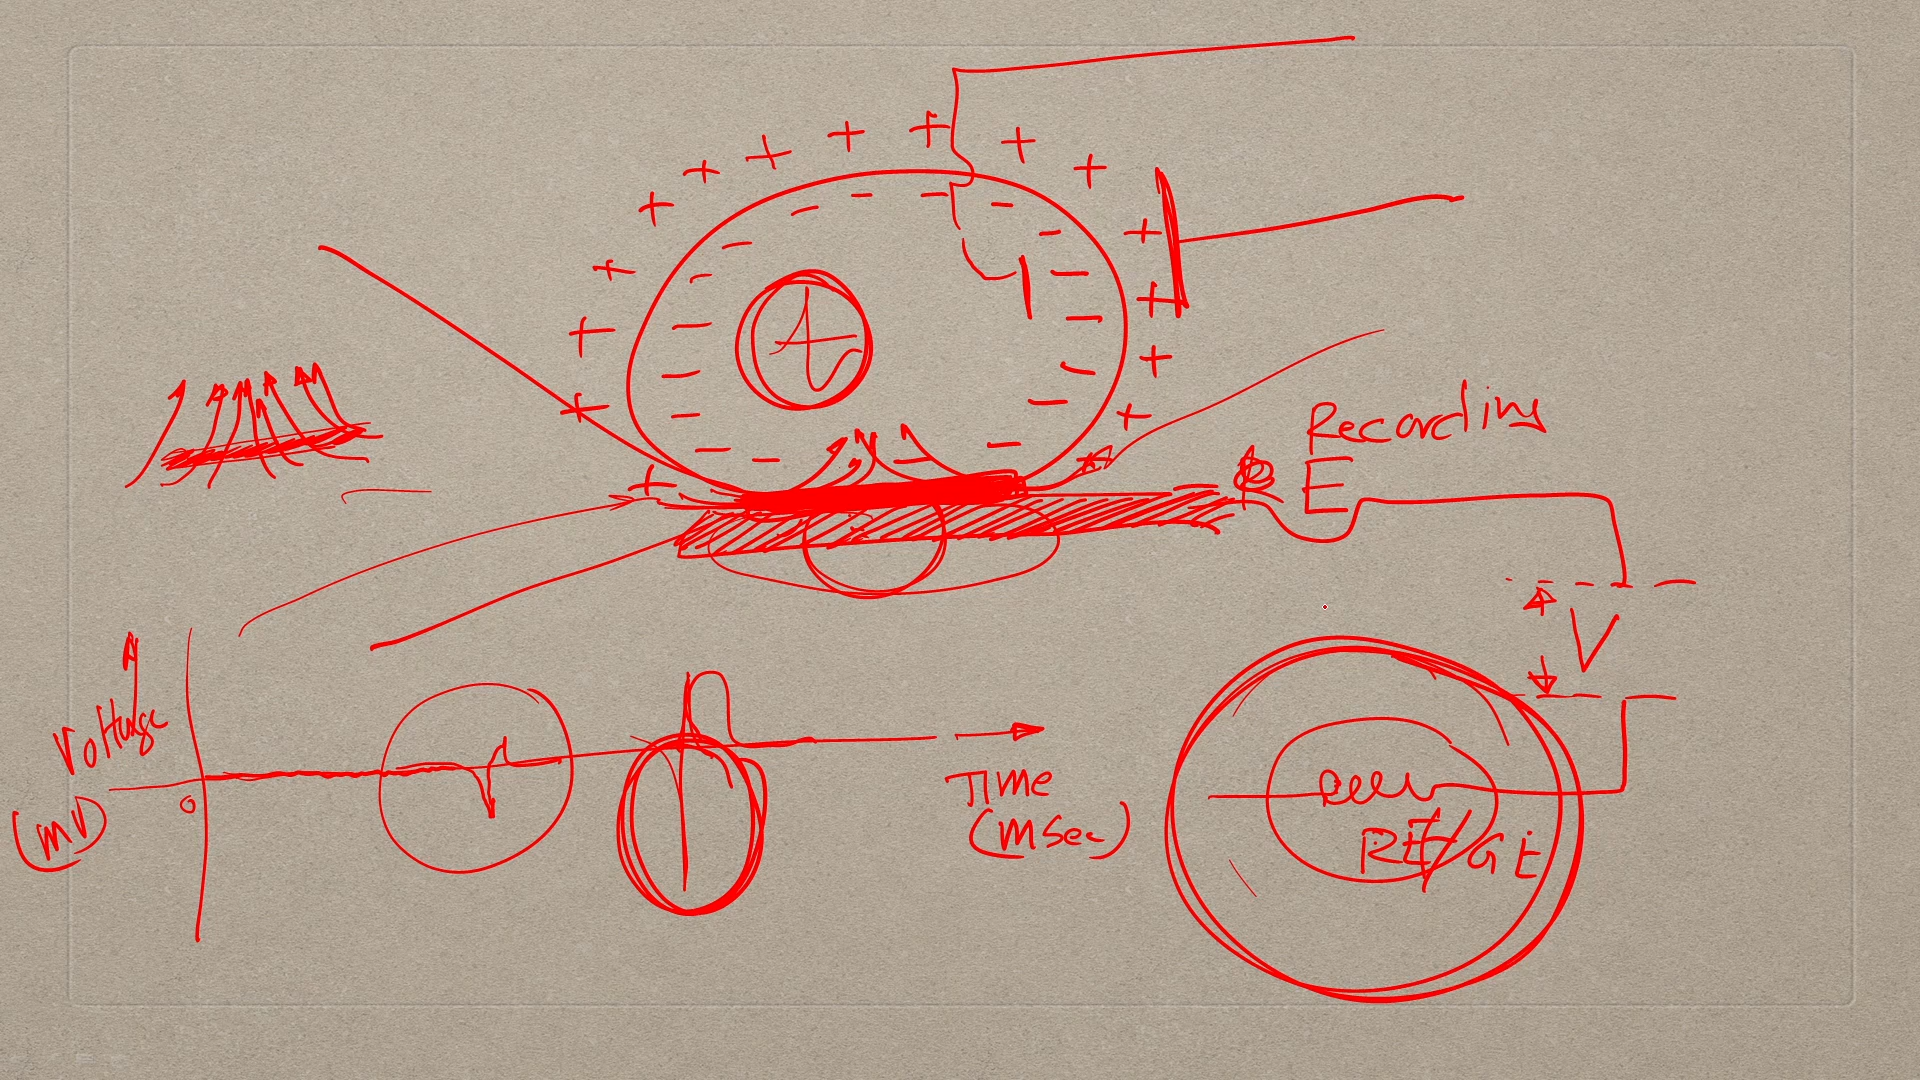 + + + + + + +
Recording
E
V
Voltage
(mV)
0
Time
(msec)
RE/GE